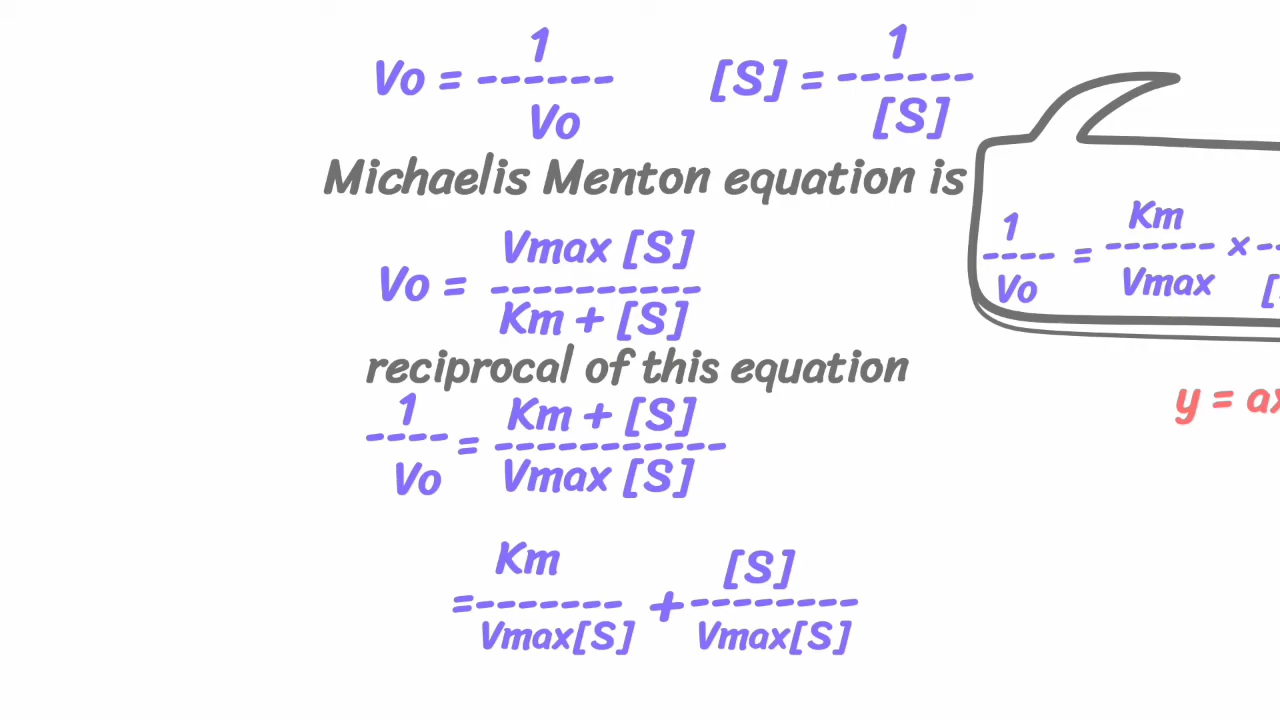 Vo = 1 / Vo
[S] = 1 / [S]
Michaelis Menton equation is
Vo = Vmax [S] / Km + [S]
reciprocal of this equation
1 / Vo = Km + [S] / Vmax [S]
= Km / Vmax[S] + [S] / Vmax[S]
1 / Vo = Km / Vmax ×
y = ax